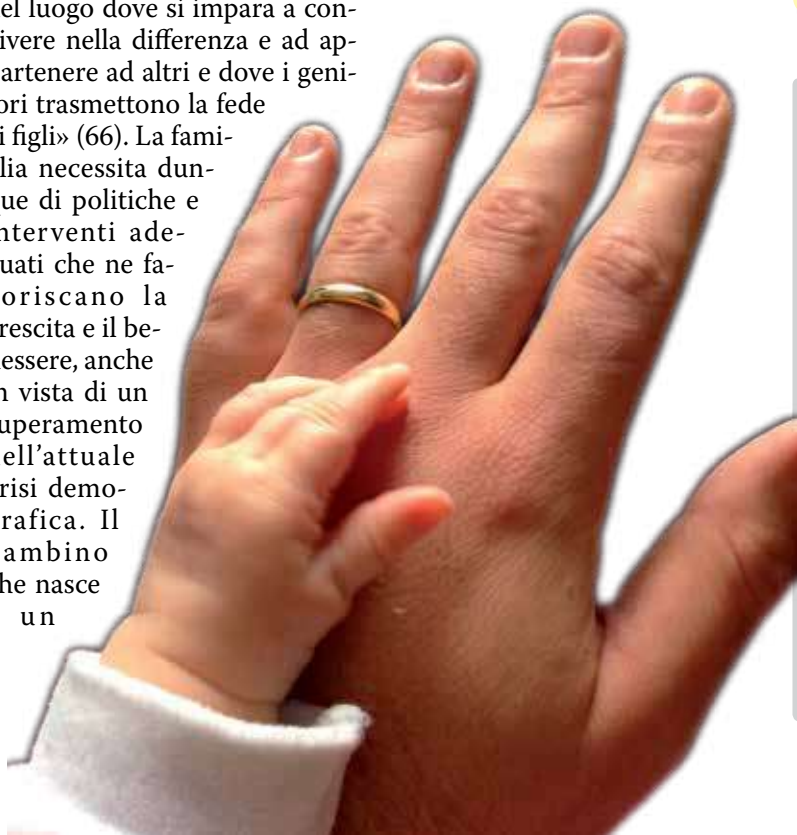 el luogo dove si impara a con-
ivere nella differenza e ad ap-
artenere ad altri e dove i geni-
ori trasmettono la fede
i figli» (66). La fami-
lia necessita dun-
ue di politiche e
nterventi ade-
uati che ne fa-
oriscano la
rescita e il be-
essere, anche
n vista di un
uperamento
ell'attuale
risi demo-
rafica. Il
ambino
he nasce
un